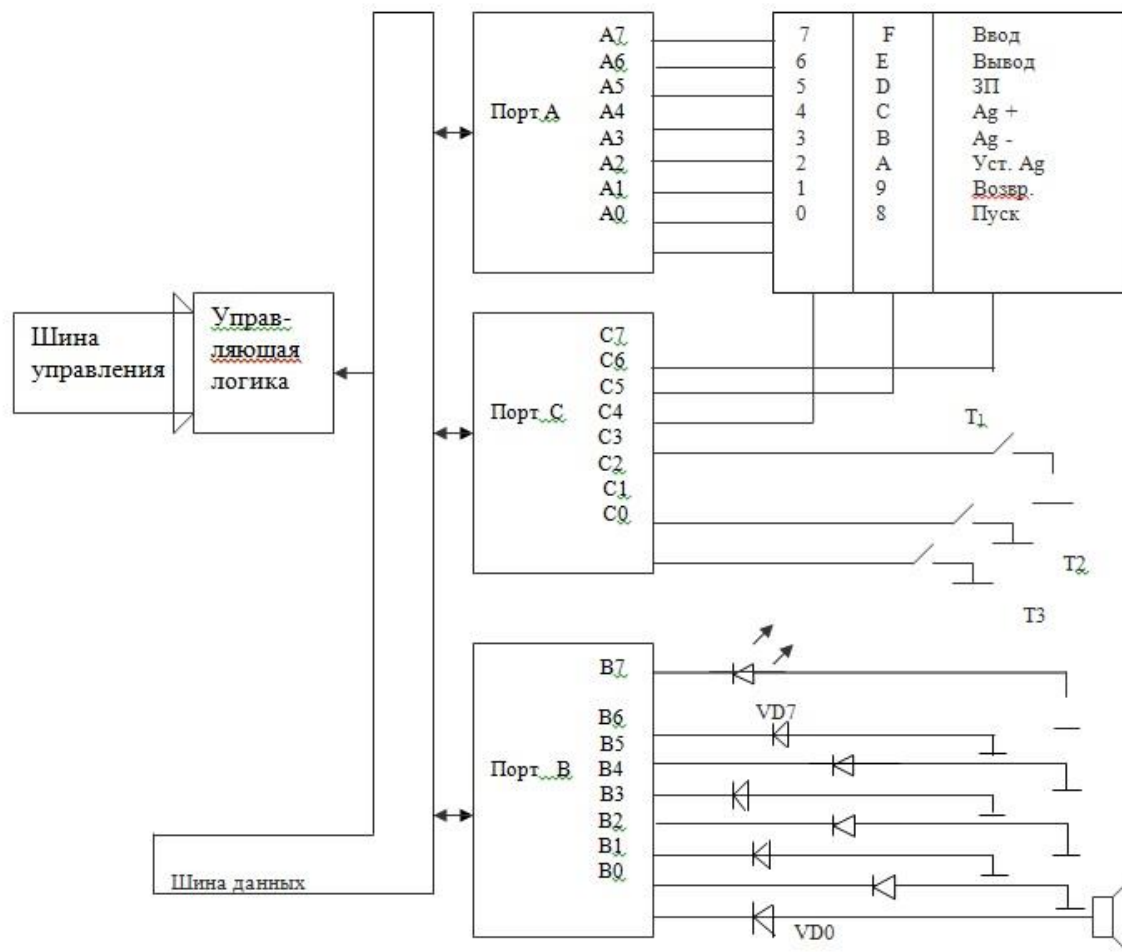 A7
A6
A5
Порт А A4
A3
A2
A1
A0
7 F Ввод
6 E Вывод
5 D ЗП
4 C Ag +
3 B Ag -
2 A Уст. Ag
1 9 Возвр.
0 8 Пуск
Шина
управления
Управ-
ляюшая
логика
C7
C6
C5
Порт С C4
C3
C2
C1
C0
T1
T2
T3
B7
B6
B5
Порт В B4
B3
B2
B1
B0
VD7
VD0
Шина данных